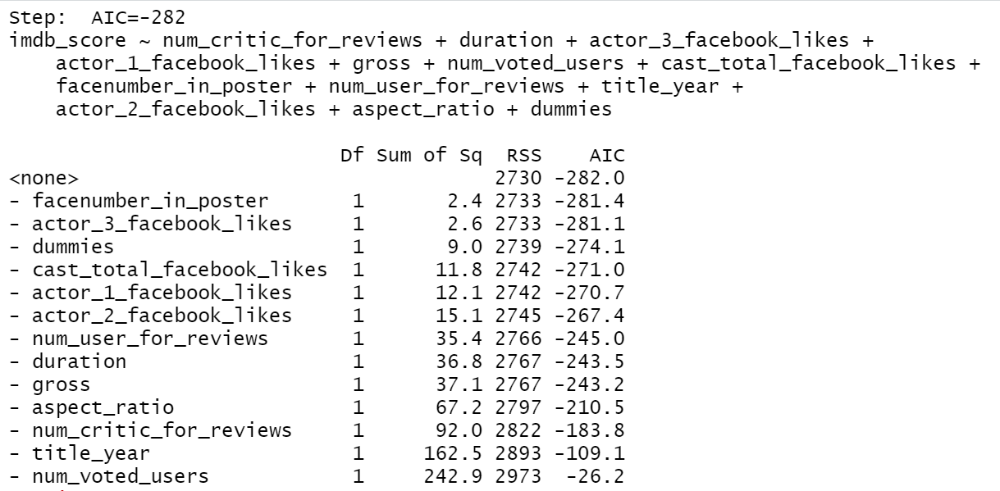 Step:  AIC=-282
imdb_score ~ num_critic_for_reviews + duration + actor_3_facebook_likes +
    actor_1_facebook_likes + gross + num_voted_users + cast_total_facebook_likes +
    facenumber_in_poster + num_user_for_reviews + title_year +
    actor_2_facebook_likes + aspect_ratio + dummies
                            Df Sum of Sq  RSS    AIC
<none>                                   2730 -282.0
- facenumber_in_poster       1       2.4 2733 -281.4
- actor_3_facebook_likes     1       2.6 2733 -281.1
- dummies                    1       9.0 2739 -274.1
- cast_total_facebook_likes  1      11.8 2742 -271.0
- actor_1_facebook_likes     1      12.1 2742 -270.7
- actor_2_facebook_likes     1      15.1 2745 -267.4
- num_user_for_reviews       1      35.4 2766 -245.0
- duration                   1      36.8 2767 -243.5
- gross                      1      37.1 2767 -243.2
- aspect_ratio               1      67.2 2797 -210.5
- num_critic_for_reviews     1      92.0 2822 -183.8
- title_year                 1     162.5 2893 -109.1
- num_voted_users            1     242.9 2973  -26.2